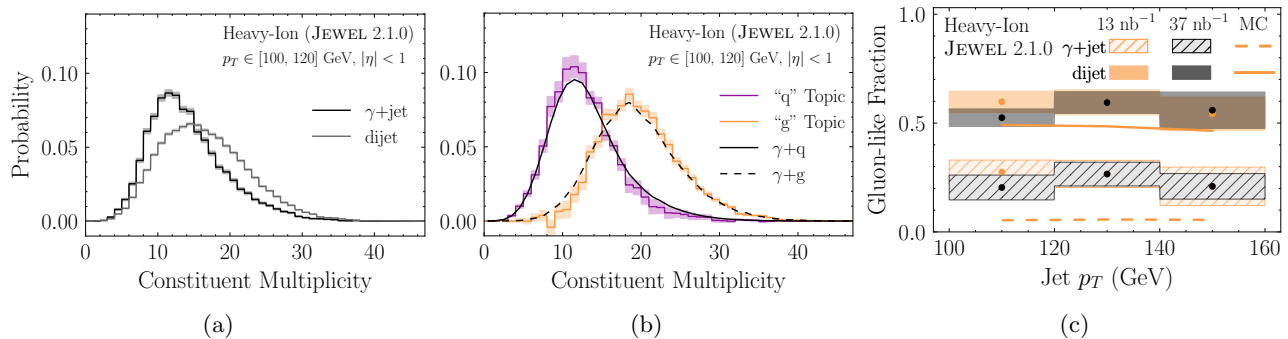 Heavy-Ion (JEWEL 2.1.0)
p_T ∈ [100, 120] GeV, |η| < 1
γ+jet
dijet
Probability
0.10
0.05
0.00
0 10 20 30 40
Constituent Multiplicity
(a)
Heavy-Ion (JEWEL 2.1.0)
p_T ∈ [100, 120] GeV, |η| < 1
"q" Topic
"g" Topic
γ+q
γ+g
0.10
0.05
0.00
0 10 20 30 40
Constituent Multiplicity
(b)
Heavy-Ion 13 nb⁻¹ 37 nb⁻¹ MC
JEWEL 2.1.0
γ+jet
dijet
Gluon-like Fraction
1.0
0.5
0.0
100 120 140 160
Jet p_T (GeV)
(c)